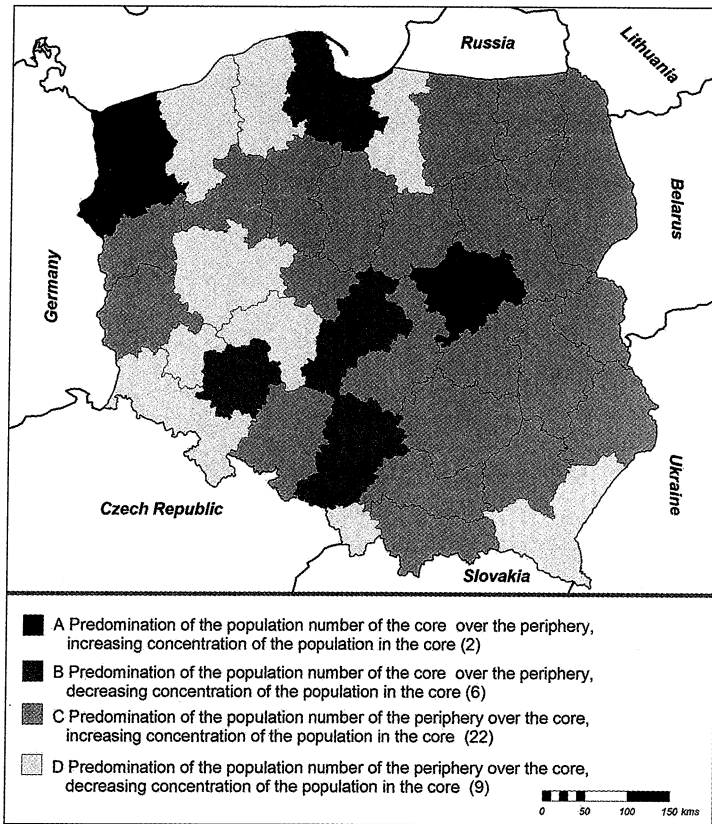 Russia
Lithuania
Belarus
Germany
Ukraine
Czech Republic
Slovakia
A Predomination of the population number of the core over the periphery,
increasing concentration of the population in the core (2)
B Predomination of the population number of the core over the periphery,
decreasing concentration of the population in the core (6)
C Predomination of the population number of the periphery over the core,
increasing concentration of the population in the core (22)
D Predomination of the population number of the periphery over the core,
decreasing concentration of the population in the core (9)
0 50 100 150 kms